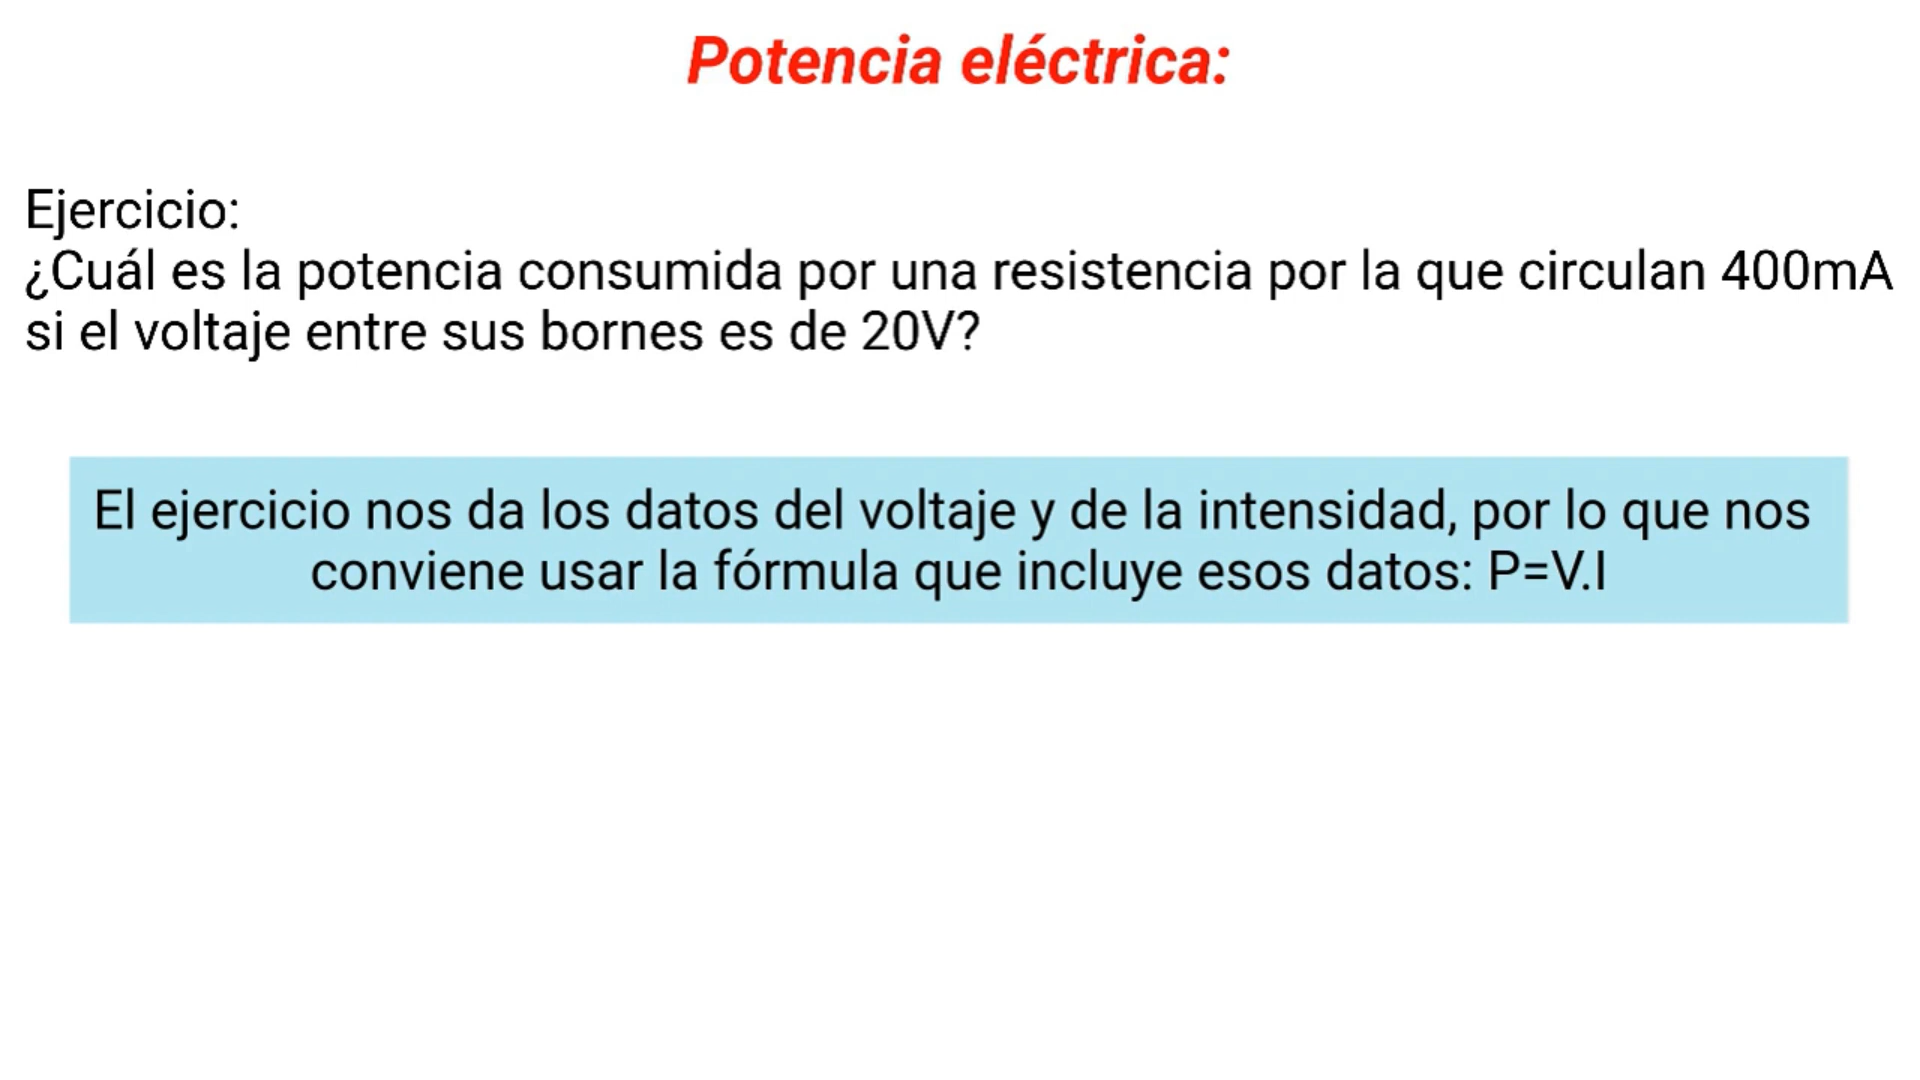 Potencia eléctrica:
Ejercicio:
¿Cuál es la potencia consumida por una resistencia por la que circulan 400mA
si el voltaje entre sus bornes es de 20V?
El ejercicio nos da los datos del voltaje y de la intensidad, por lo que nos
conviene usar la fórmula que incluye esos datos: P=V.I